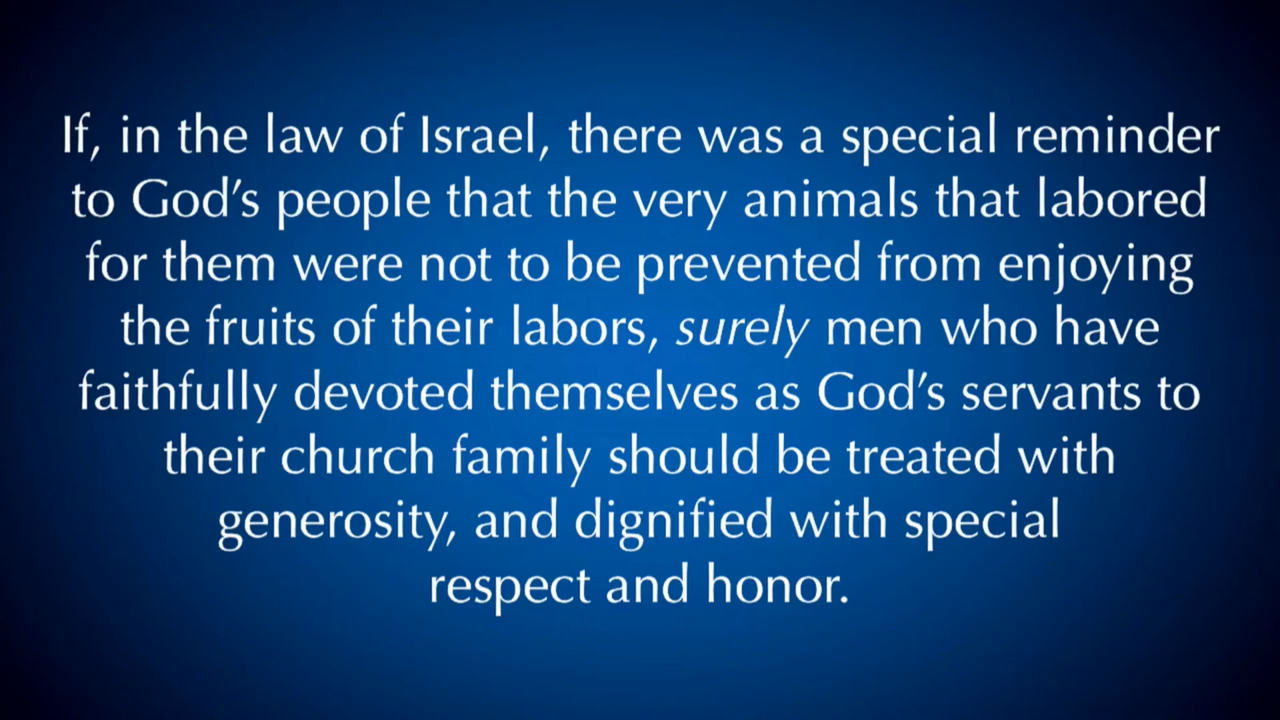 If, in the law of Israel, there was a special reminder
to God’s people that the very animals that labored
for them were not to be prevented from enjoying
the fruits of their labors, surely men who have
faithfully devoted themselves as God’s servants to
their church family should be treated with
generosity, and dignified with special
respect and honor.